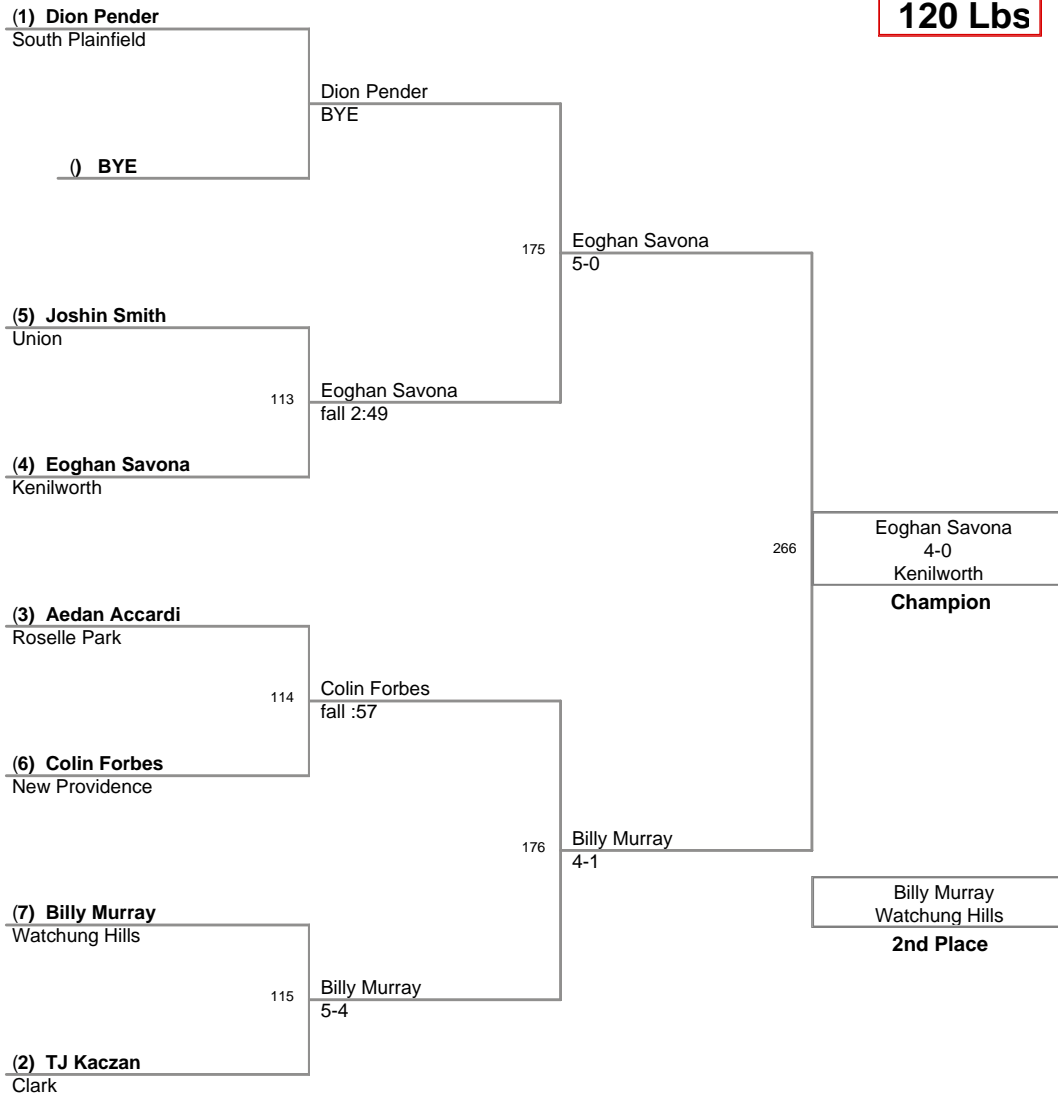 120 Lbs
(1) Dion Pender
South Plainfield
Dion Pender
BYE
() BYE
175
Eoghan Savona
5-0
(5) Joshin Smith
Union
113
Eoghan Savona
fall 2:49
(4) Eoghan Savona
Kenilworth
266
Eoghan Savona
4-0
Kenilworth
Champion
(3) Aedan Accardi
Roselle Park
114
Colin Forbes
fall :57
(6) Colin Forbes
New Providence
176
Billy Murray
4-1
Billy Murray
Watchung Hills
2nd Place
(7) Billy Murray
Watchung Hills
115
Billy Murray
5-4
(2) TJ Kaczan
Clark